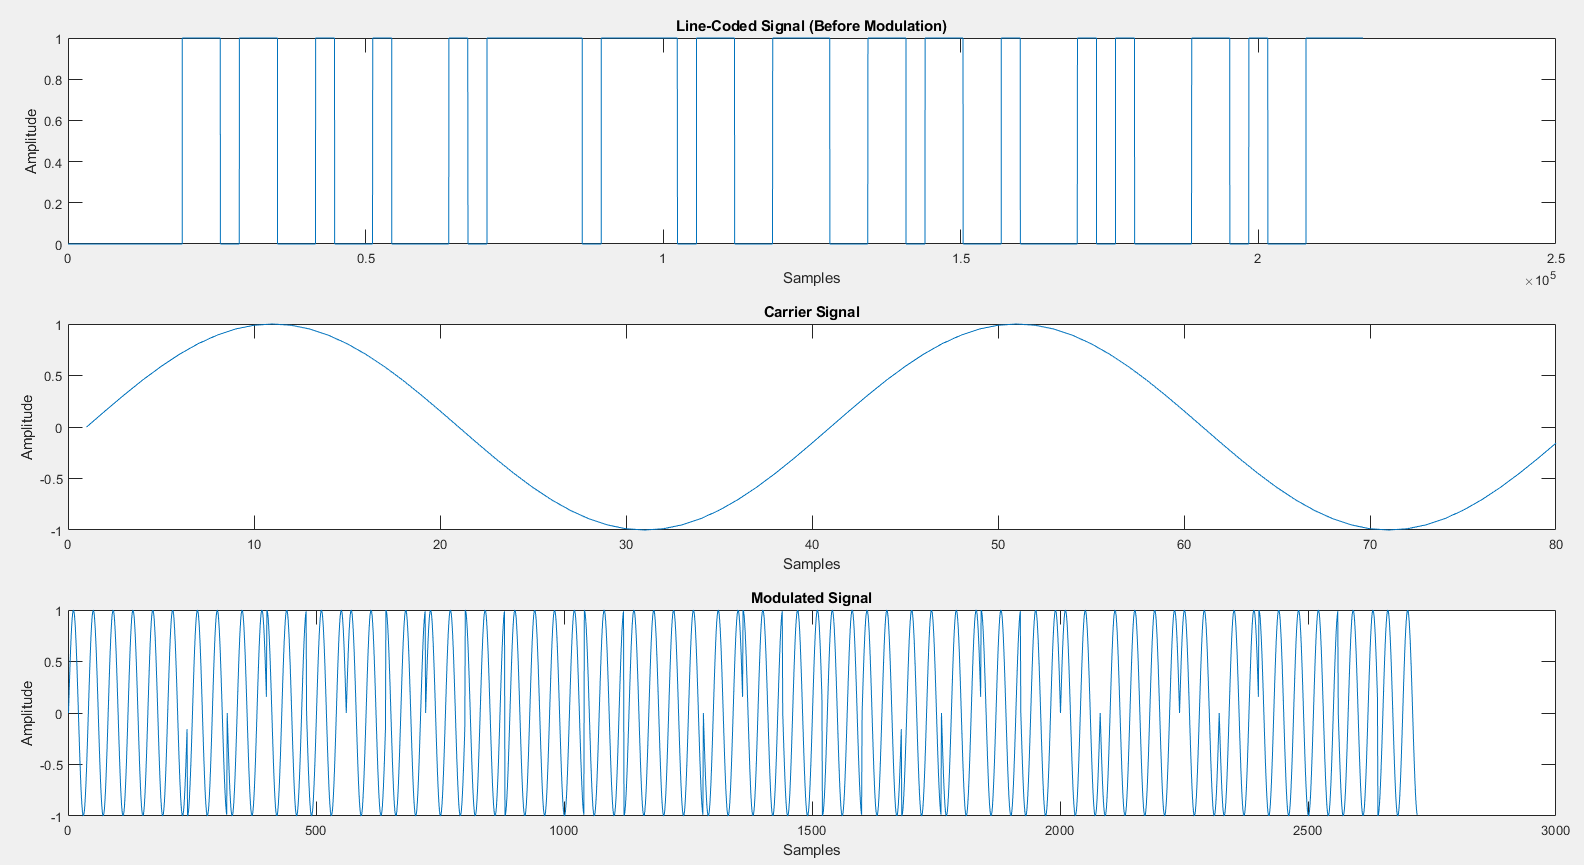 Line-Coded Signal (Before Modulation)
Amplitude
1
0.8
0.6
0.4
0.2
0
0 0.5 1 1.5 2 2.5
Samples
×10^5
Carrier Signal
Amplitude
1
0.5
0
-0.5
-1
0 10 20 30 40 50 60 70 80
Samples
Modulated Signal
Amplitude
1
0.5
0
-0.5
-1
0 500 1000 1500 2000 2500 3000
Samples